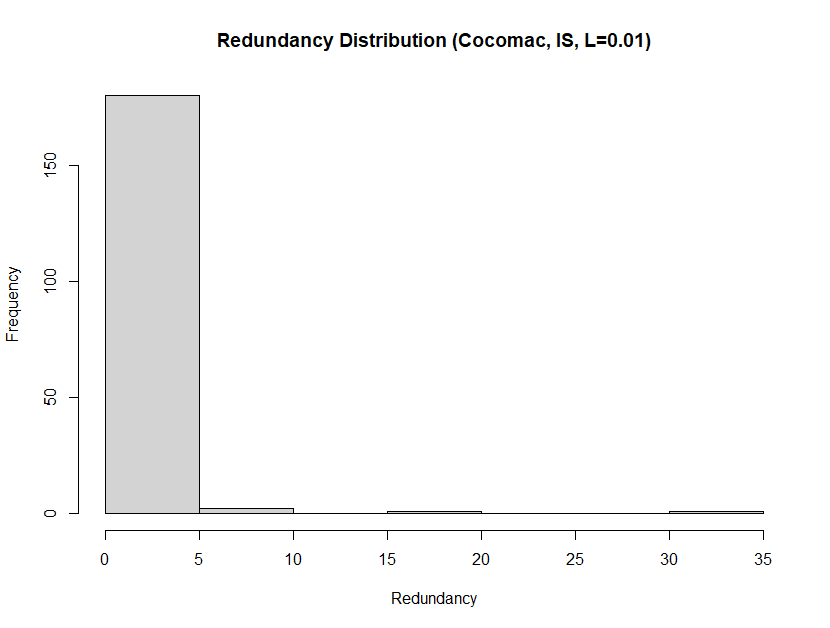 Redundancy Distribution (Cocomac, IS, L=0.01)
Frequency
150
100
50
0
0 5 10 15 20 25 30 35
Redundancy